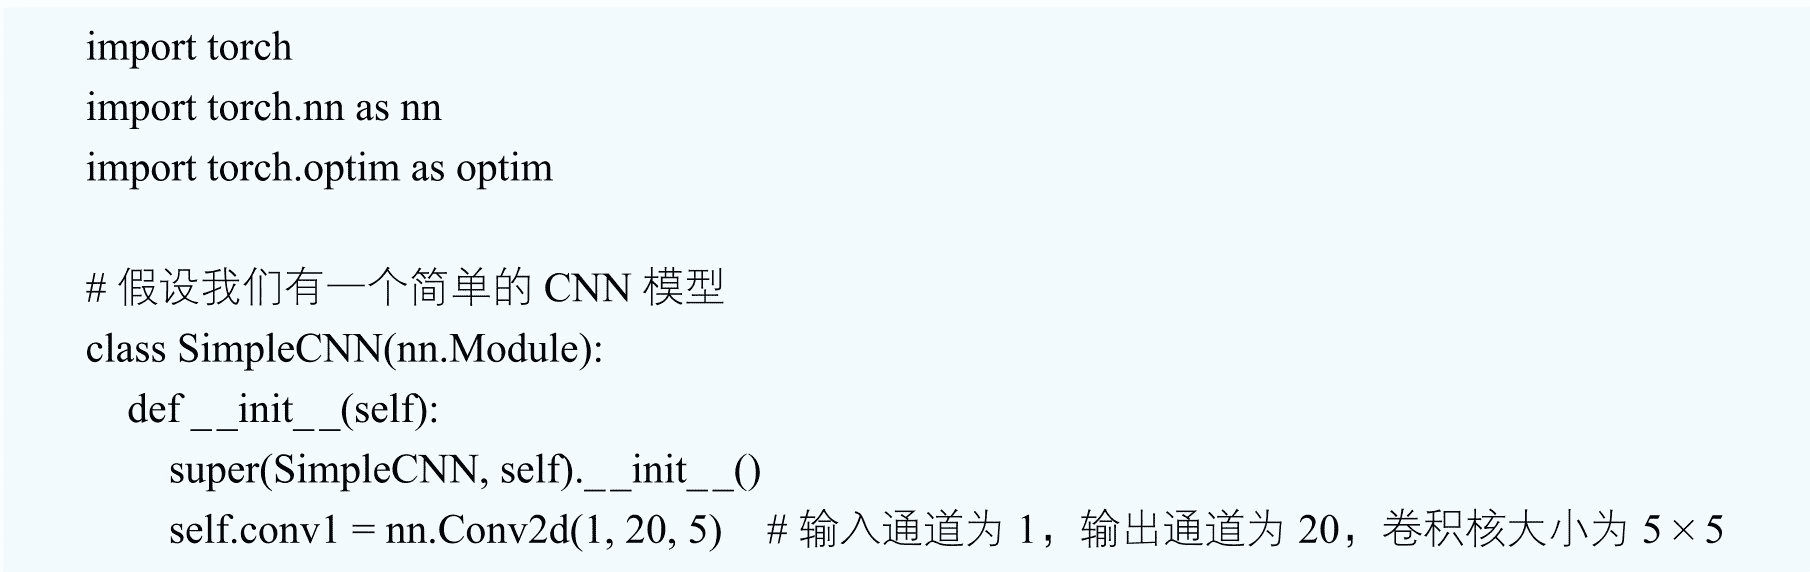 import torch
import torch.nn as nn
import torch.optim as optim
# 假设我们有一个简单的 CNN 模型
class SimpleCNN(nn.Module):
def __init__(self):
super(SimpleCNN, self).__init__()
self.conv1 = nn.Conv2d(1, 20, 5) # 输入通道为 1，输出通道为 20，卷积核大小为 5×5